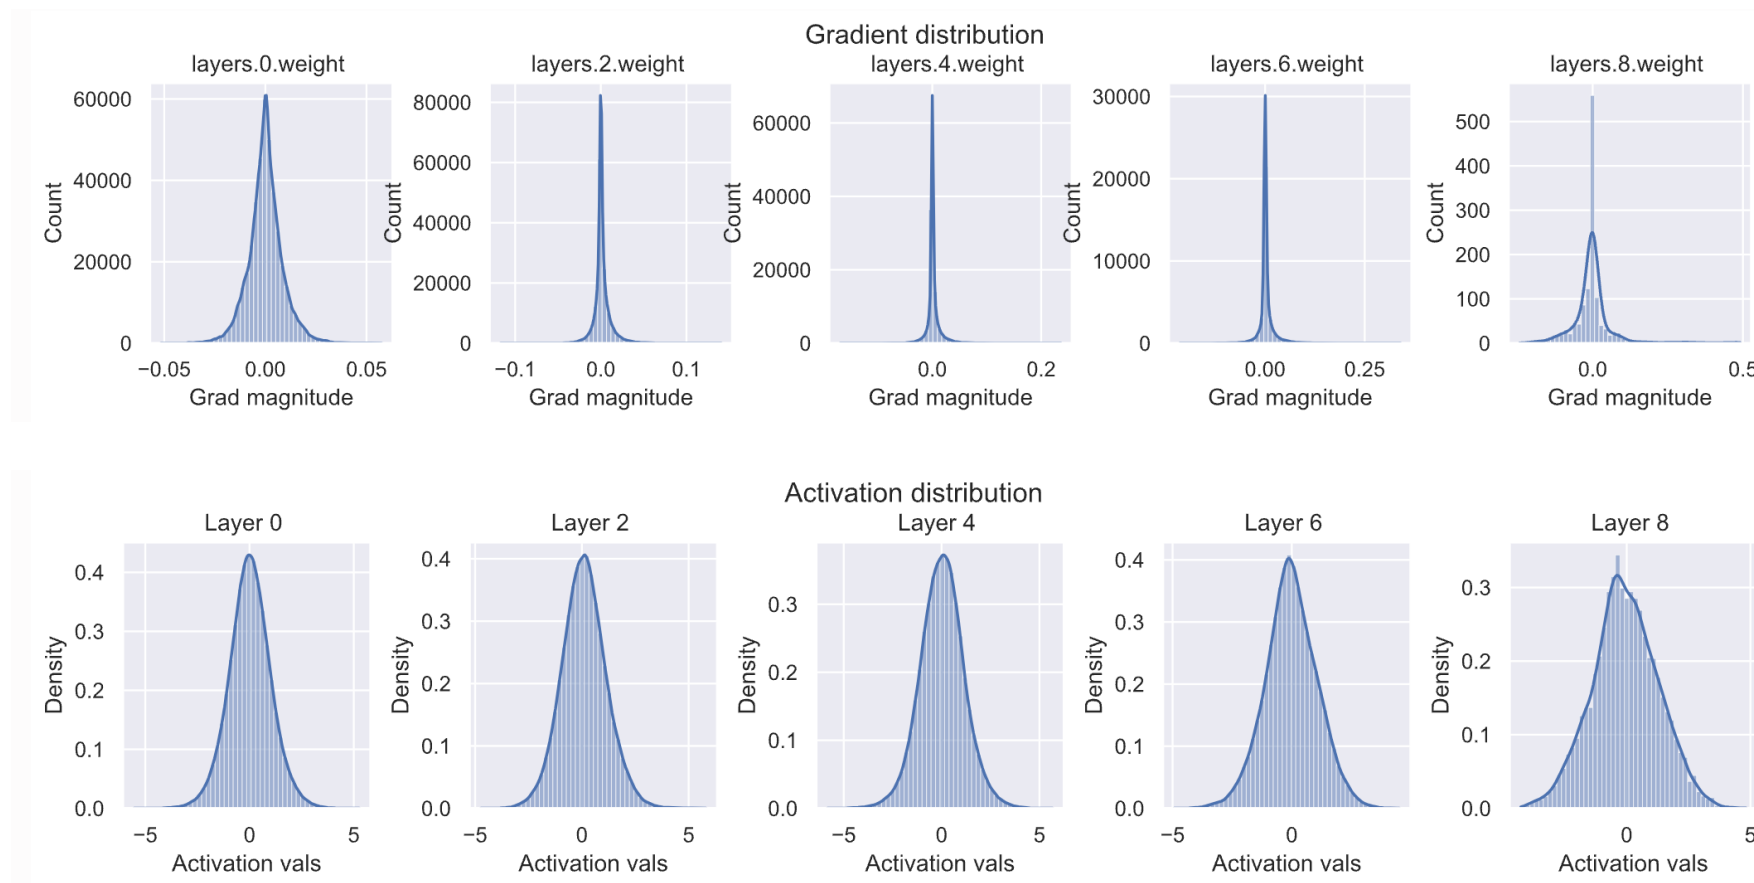 Gradient distribution
layers.0.weight
layers.2.weight
layers.4.weight
layers.6.weight
layers.8.weight
60000
40000
20000
0
Count
−0.05
0.00
0.05
Grad magnitude
80000
60000
40000
20000
0
Count
−0.1
0.0
0.1
Grad magnitude
60000
40000
20000
0
Count
0.0
0.2
Grad magnitude
30000
20000
10000
0
Count
0.00
0.25
Grad magnitude
500
400
300
200
100
0
Count
0.0
0.5
Grad magnitude
Activation distribution
Layer 0
Layer 2
Layer 4
Layer 6
Layer 8
0.4
0.3
0.2
0.1
0.0
Density
−5
0
5
Activation vals
0.4
0.3
0.2
0.1
0.0
Density
−5
0
5
Activation vals
0.3
0.2
0.1
0.0
Density
−5
0
5
Activation vals
0.4
0.3
0.2
0.1
0.0
Density
−5
0
Activation vals
0.3
0.2
0.1
0.0
Density
0
5
Activation vals